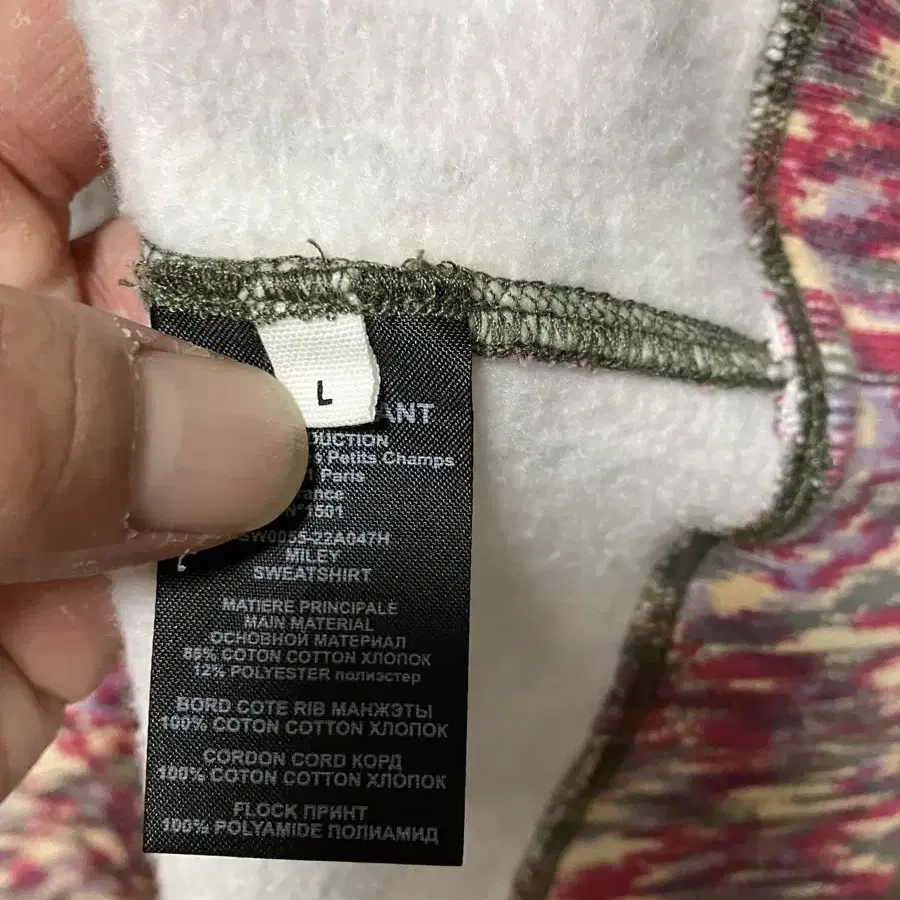 L
ANT
DUCTION
Petits Champs
Paris
rance
N°1501
SW0055-22A047H
MILEY
SWEATSHIRT
MATIERE PRINCIPALE
MAIN MATERIAL
ОСНОВНОЙ МАТЕРИАЛ
COTON COTTON ХЛОПОК
12% POLYESTER полиэстер
BORD COTE RIB МАНЖЭТЫ
100% COTON COTTON ХЛОПОК
CORDON CORD КОРД
100% COTON COTTON ХЛОПОК
FLOCK ПРИНТ
100% POLYAMIDE ПОЛИАМИД